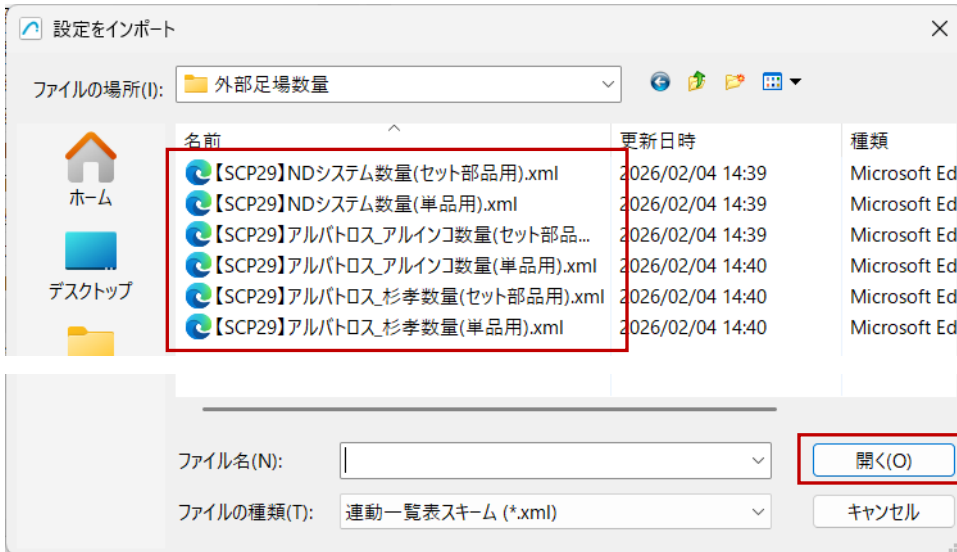 設定をインポート
ファイルの場所(I):
外部足場数量
名前
更新日時
種類
【SCP29】NDシステム数量(セット部品用).xml 2026/02/04 14:39 Microsoft Ed
【SCP29】NDシステム数量(単品用).xml 2026/02/04 14:39 Microsoft Ed
【SCP29】アルバトロス_アルインコ数量(セット部品... 2026/02/04 14:39 Microsoft Ed
【SCP29】アルバトロス_アルインコ数量(単品用).xml 2026/02/04 14:40 Microsoft Ed
【SCP29】アルバトロス_杉孝数量(セット部品用).xml 2026/02/04 14:40 Microsoft Ed
【SCP29】アルバトロス_杉孝数量(単品用).xml 2026/02/04 14:40 Microsoft Ed
ホーム
デスクトップ
ファイル名(N):
開く(O)
ファイルの種類(T):
連動一覧表スキーム (*.xml)
キャンセル